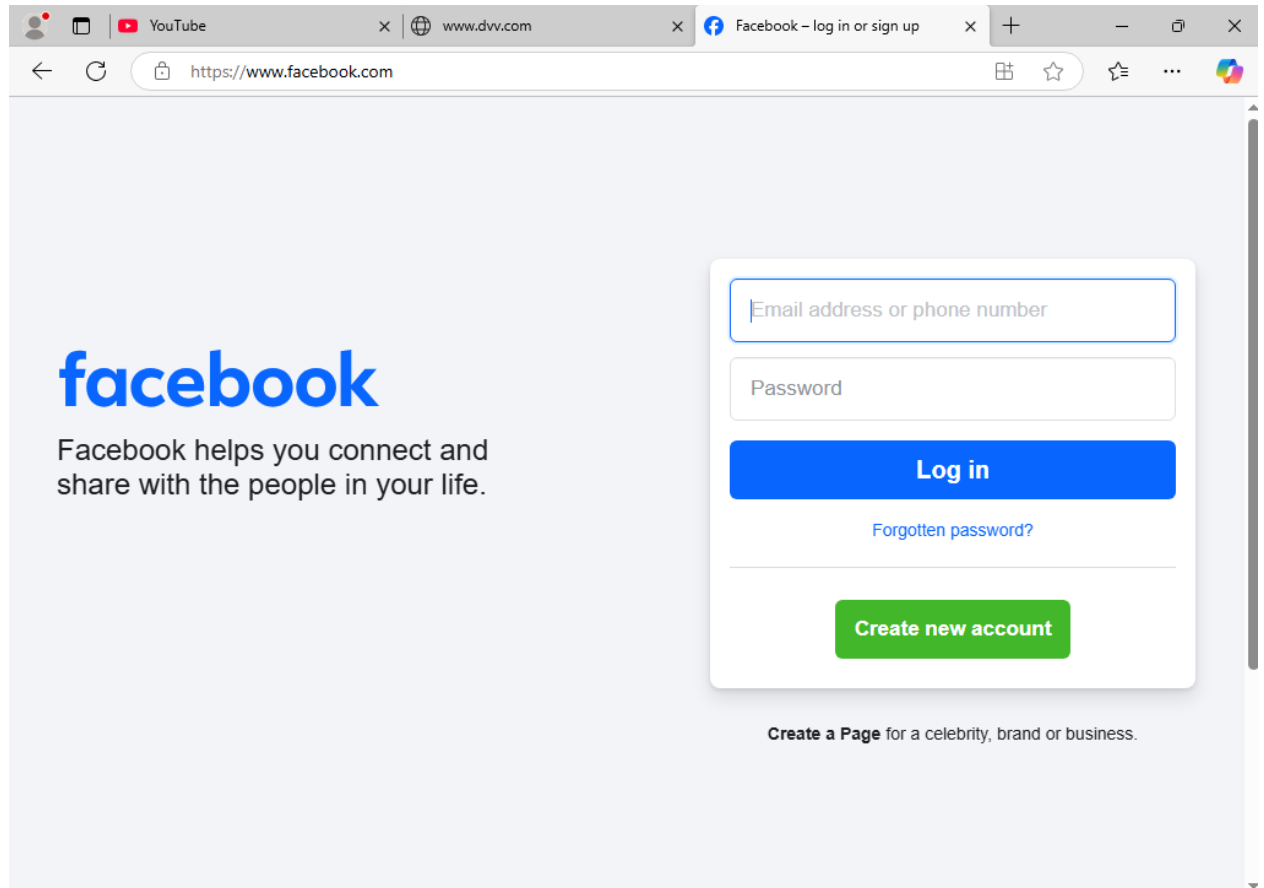 YouTube
www.dvv.com
Facebook – log in or sign up
https://www.facebook.com
facebook
Facebook helps you connect and
share with the people in your life.
Email address or phone number
Password
Log in
Forgotten password?
Create new account
Create a Page for a celebrity, brand or business.